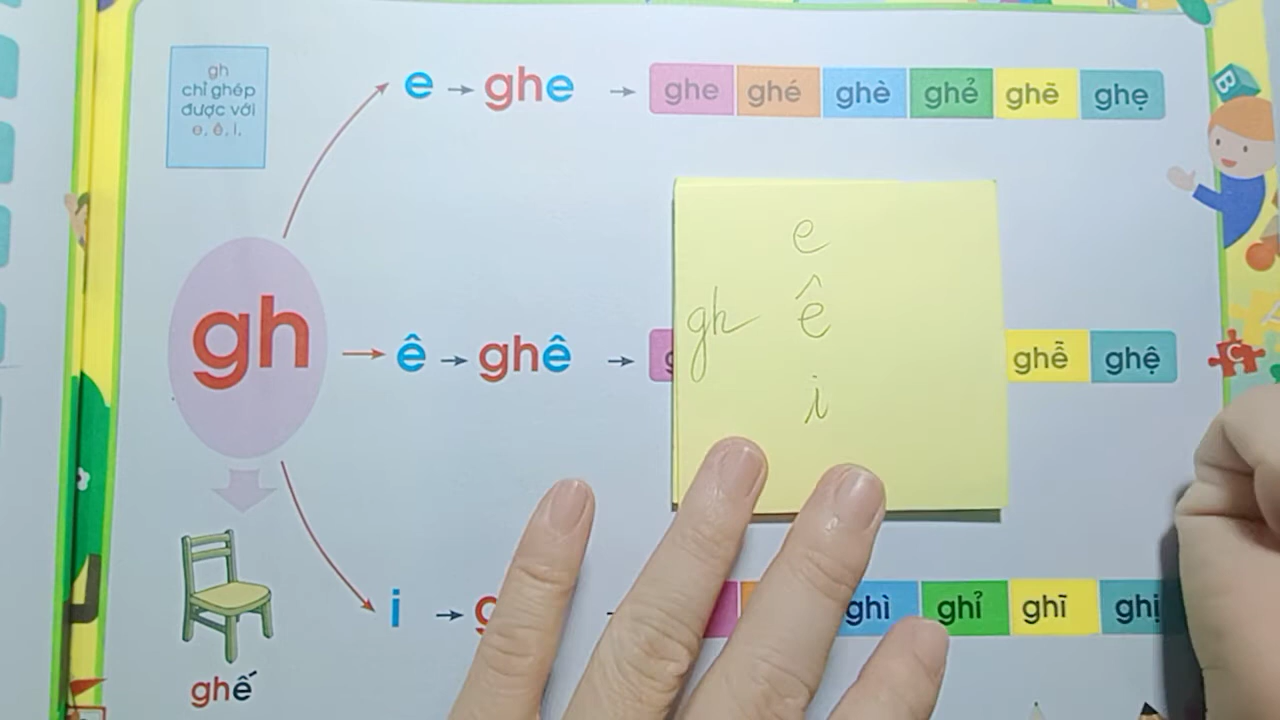 gh
chỉ ghép
được với
e, ê, i.
e → ghe → ghe ghé ghè ghẻ ghẽ ghẹ
gh
ê → ghê → ghễ ghệ
e
gh ê
i
i → ghì ghỉ ghĩ ghị
ghế
B
C